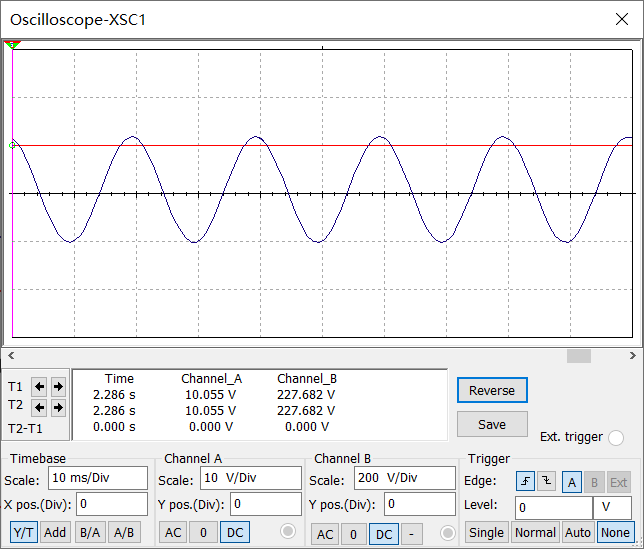 Oscilloscope-XSC1
T1
T2
T2-T1
Time Channel_A Channel_B
2.286 s 10.055 V 227.682 V
2.286 s 10.055 V 227.682 V
0.000 s 0.000 V 0.000 V
Reverse
Save
Ext. trigger
Timebase
Scale: 10 ms/Div
X pos.(Div): 0
Y/T Add B/A A/B
Channel A
Scale: 10 V/Div
Y pos.(Div): 0
AC 0 DC
Channel B
Scale: 200 V/Div
Y pos.(Div): 0
AC 0 DC -
Trigger
Edge: A B Ext
Level: 0 V
Single Normal Auto None